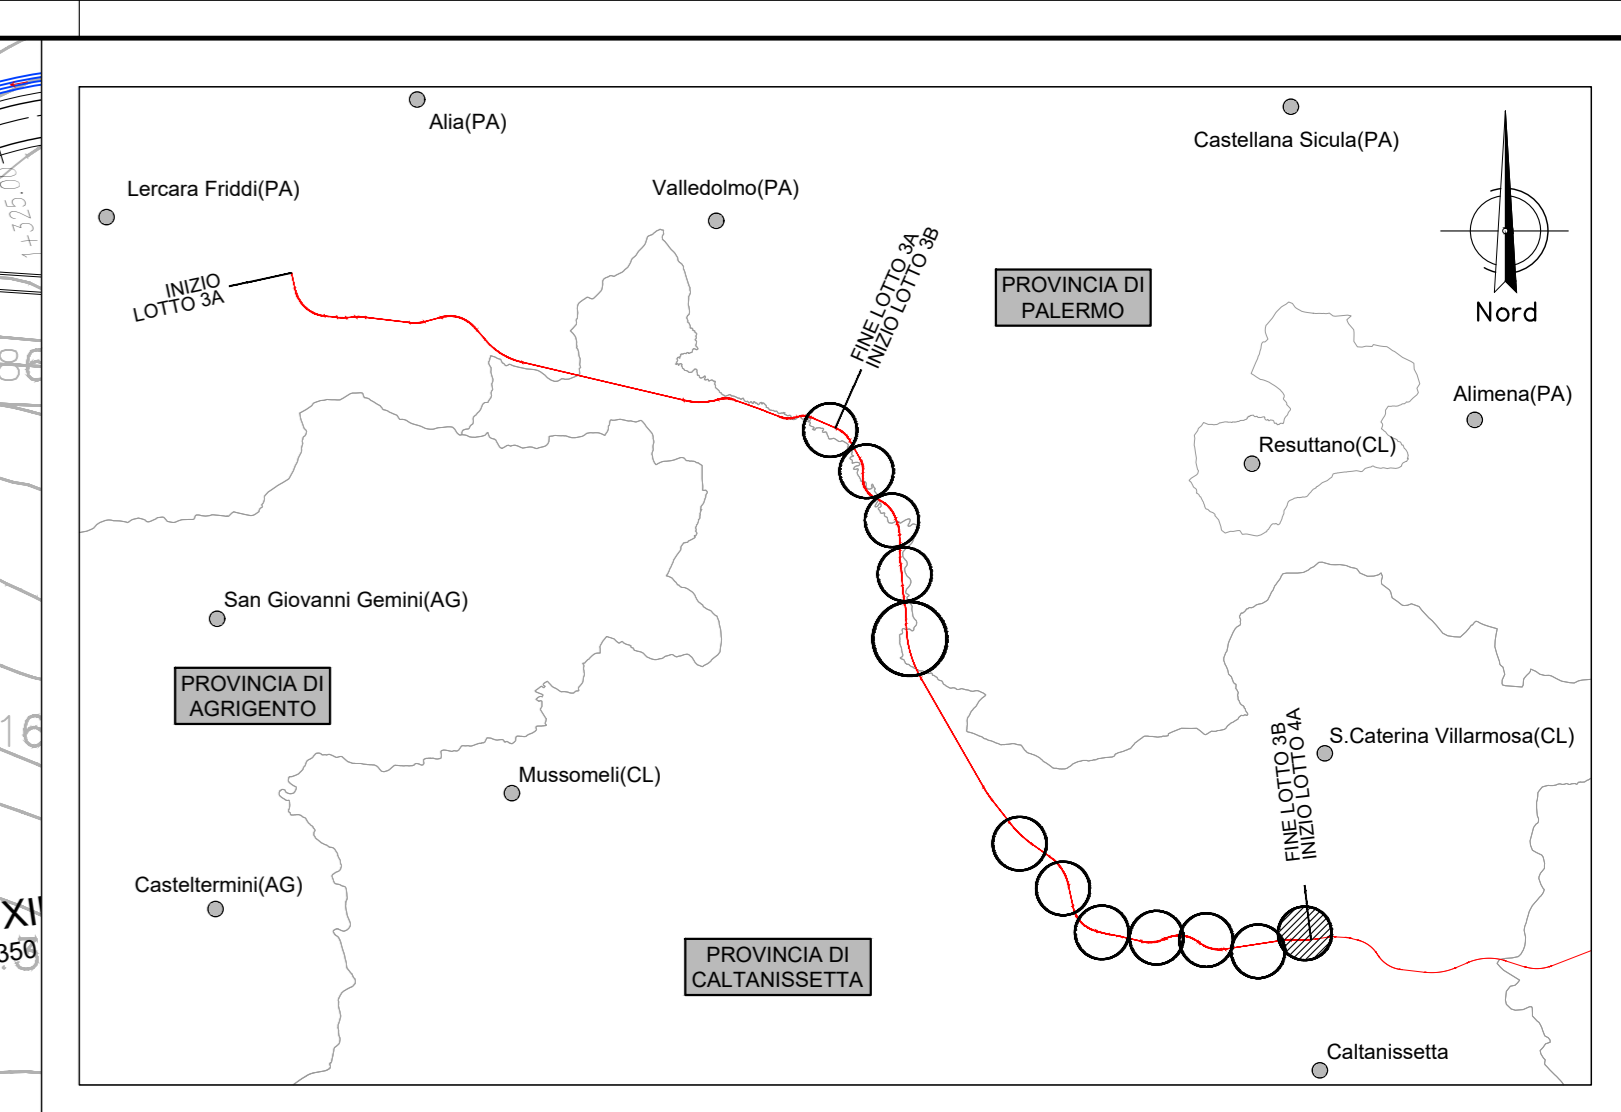 Alia(PA)
Castellana Sicula(PA)
Lercara Friddi(PA)
Valledolmo(PA)
1+325.00
INIZIO
LOTTO 3A
FINE LOTTO 3A
INIZIO LOTTO 3B
PROVINCIA DI
PALERMO
Nord
Alimena(PA)
Resuttano(CL)
San Giovanni Gemini(AG)
PROVINCIA DI
AGRIGENTO
16
FINE LOTTO 3B
INIZIO LOTTO 4A
S.Caterina Villarmosa(CL)
Mussomeli(CL)
Casteltermini(AG)
350
PROVINCIA DI
CALTANISSETTA
Caltanissetta